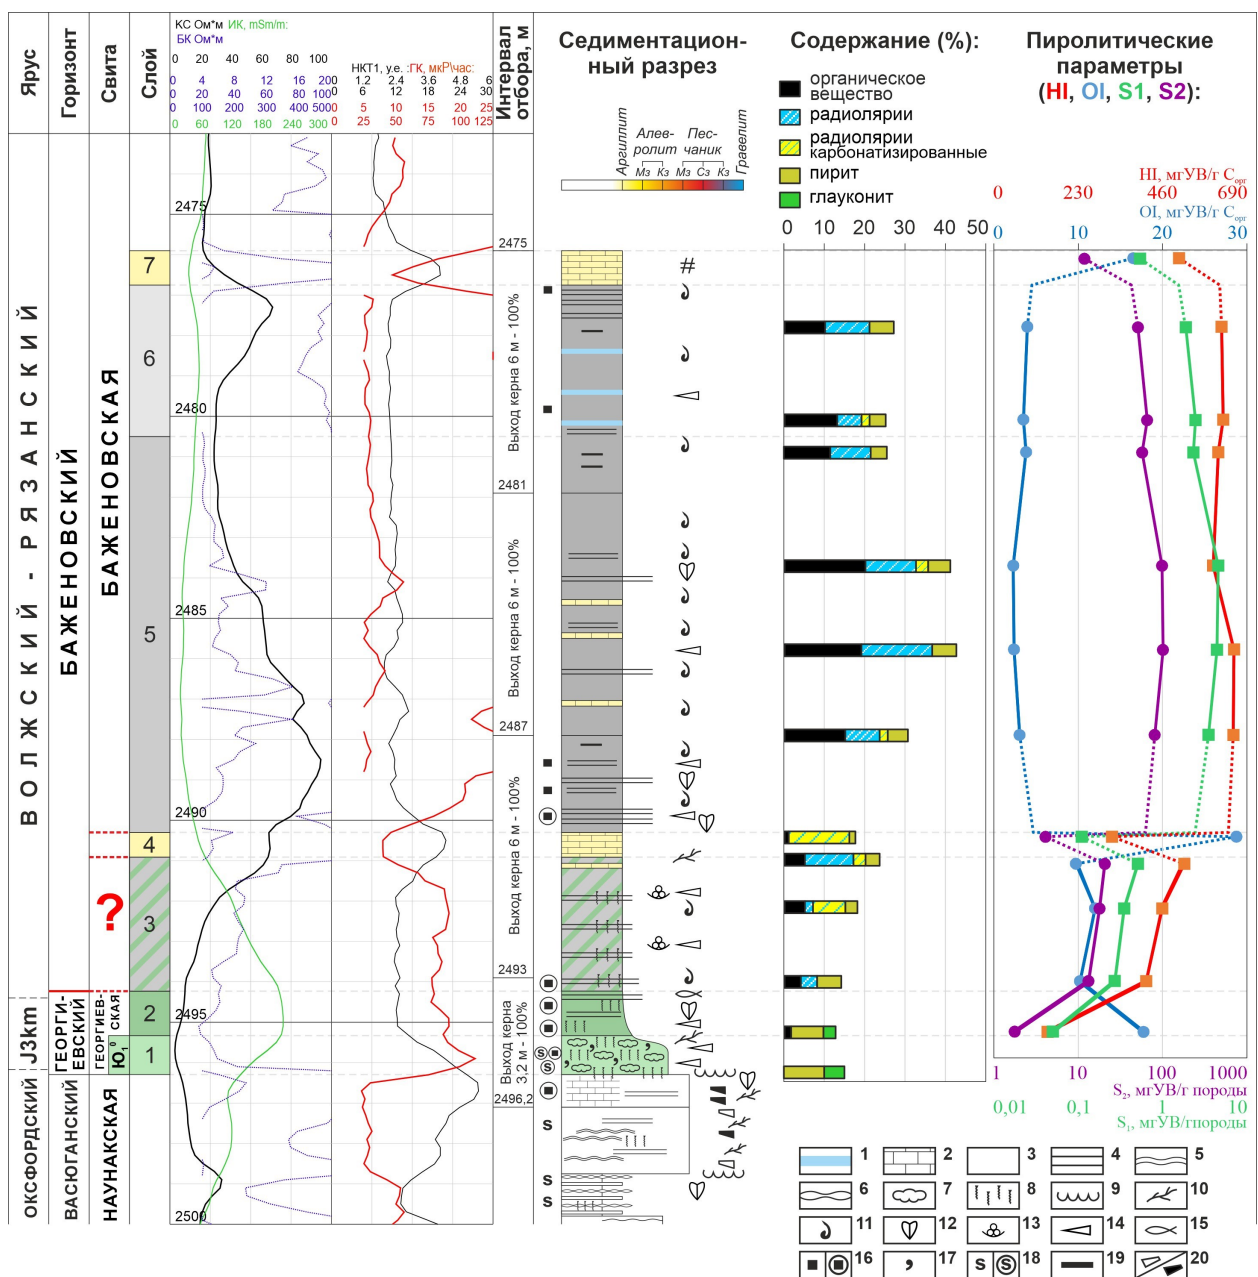 Ярус
Горизонт
Свита
Слой
КС Ом*м ИК, mSm/m:
БК Ом*м
0 20 40 60 80 100
0 4 8 12 16 200
0 20 40 60 80 100
0 100 200 300 400 5000
0 60 120 180 240 300
НКТ1, у.е. :ГК, мкР\час:
1.2 2.4 3.6 4.8 6
6 12 18 24 30
0 5 10 15 20 25
0 25 50 75 100 125
Интервал отбора, м
Седиментацион-
ный разрез
Аргиллит
Алев-
ролит
Пес-
чаник
Гравелит
Мз Кз Мз Сз Кз
Содержание (%):
органическое
вещество
радиолярии
радиолярии
карбонатизированные
пирит
глауконит
0 10 20 30 40 50
Пиролитические
параметры
(HI, OI, S1, S2):
HI, мгУВ/г Сорг
0 230 460 690
OI, мгУВ/г Сорг
0 10 20 30
ВОЛЖСКИЙ - РЯЗАНСКИЙ
БАЖЕНОВСКИЙ
БАЖЕНОВСКАЯ
2475
2475
7
#
6
Выход керна 6 м - 100%
2480
2481
5
Выход керна 6 м - 100%
2485
2487
2490
Выход керна 6 м - 100%
4
?
3
2493
J3km
ГЕОРГИ-
ЕВСКИЙ
ГЕОРГИЕВ-
СКАЯ
Ю₁⁰
2
2495
1
Выход керна
3,2 м - 100%
2496,2
S
S
ОКСФОРДСКИЙ
ВАСЮГАНСКИЙ
НАУНАКСКАЯ
S
S
S
S
2500
1 10 100 1000
S₂, мгУВ/г породы
0,01 0,1 1 10
S₁, мгУВ/гпороды
1 2 3 4 5
6 7 8 9 10
11 12 13 14 15
16 17 S S 18 19 20